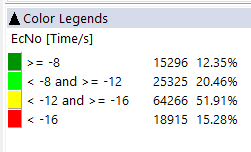 Color Legends
EcNo [Time/s]
>= -8 15296 12.35%
< -8 and >= -12 25325 20.46%
< -12 and >= -16 64266 51.91%
< -16 18915 15.28%